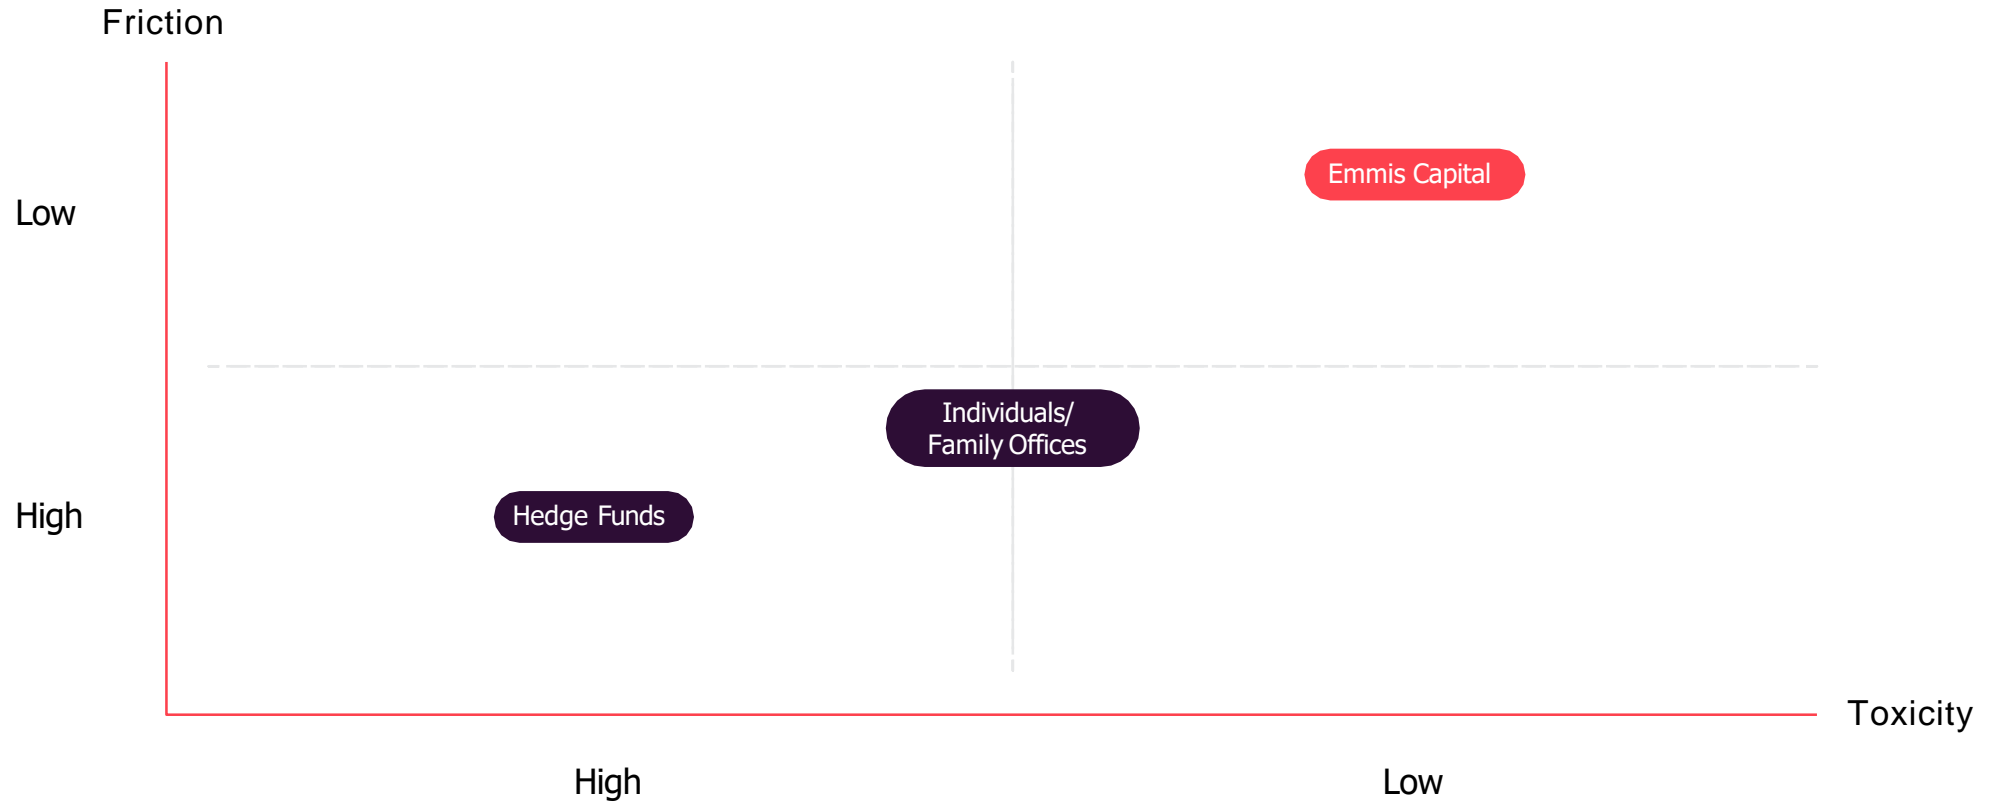 Friction
Emmis Capital
Low
Individuals/
Family Offices
Hedge Funds
High
Toxicity
High
Low